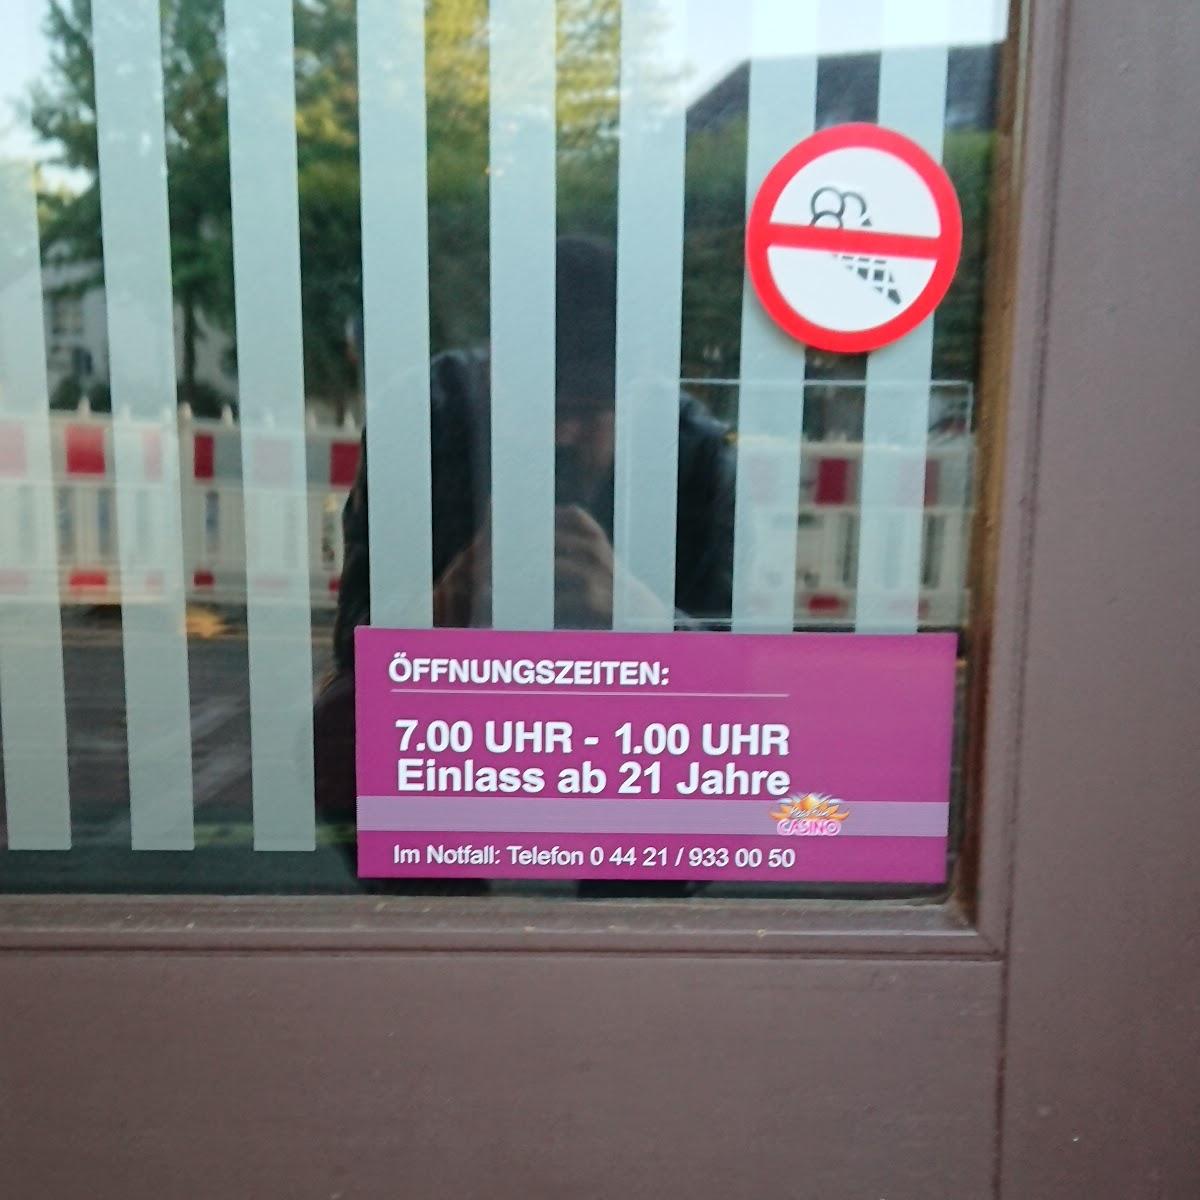 ÖFFNUNGSZEITEN:
7.00 UHR - 1.00 UHR
Einlass ab 21 Jahre
CASINO
Im Notfall: Telefon 0 44 21 / 933 00 50